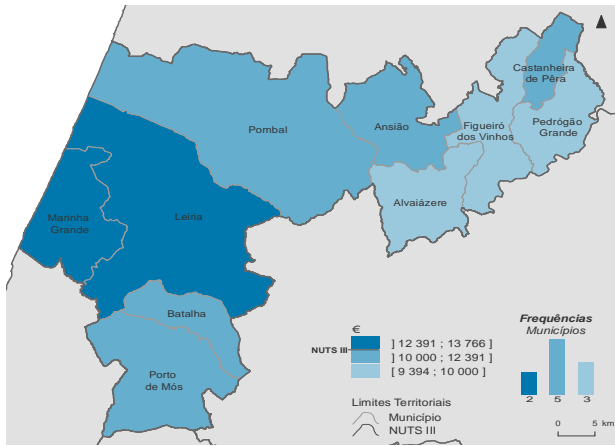 Castanheira
de Pêra
Pedrógão
Grande
Figueiró
dos Vinhos
Ansião
Pombal
Alvaiázere
Leiria
Marinha
Grande
Batalha
Porto
de Mós
€
NUTS III
] 12 391 ; 13 766 ]
] 10 000 ; 12 391 ]
[ 9 394 ; 10 000 ]
Limites Territoriais
Município
NUTS III
Frequências
Municípios
2 5 3
0 5 km